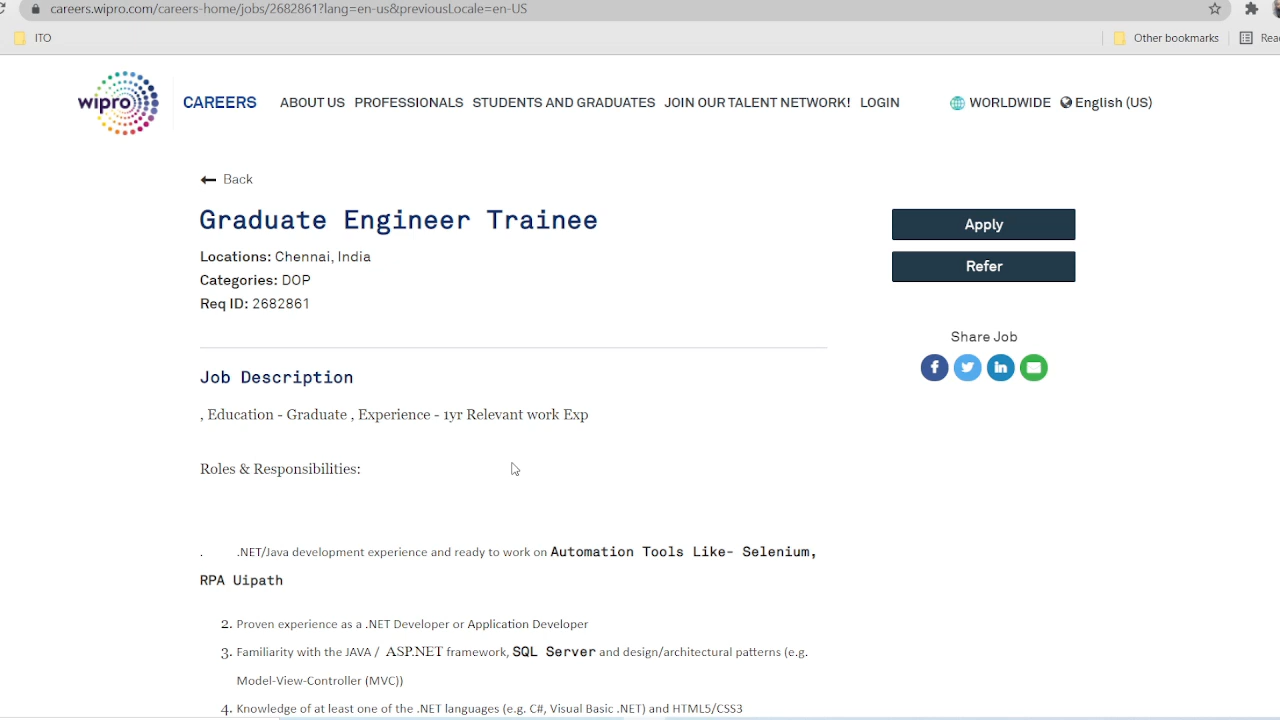 careers.wipro.com/careers-home/jobs/2682861?lang=en-us&previousLocale=en-US
ITO
Other bookmarks
wipro
CAREERS
ABOUT US PROFESSIONALS STUDENTS AND GRADUATES JOIN OUR TALENT NETWORK! LOGIN
WORLDWIDE English (US)
Back
Graduate Engineer Trainee
Apply
Locations: Chennai, India
Refer
Categories: DOP
Req ID: 2682861
Share Job
Job Description
, Education - Graduate , Experience - 1yr Relevant work Exp
Roles & Responsibilities:
. .NET/Java development experience and ready to work on Automation Tools Like- Selenium,
RPA Uipath
2. Proven experience as a .NET Developer or Application Developer
3. Familiarity with the JAVA / ASP.NET framework, SQL Server and design/architectural patterns (e.g.
Model-View-Controller (MVC))
4. Knowledge of at least one of the .NET languages (e.g. C#, Visual Basic .NET) and HTML5/CSS3